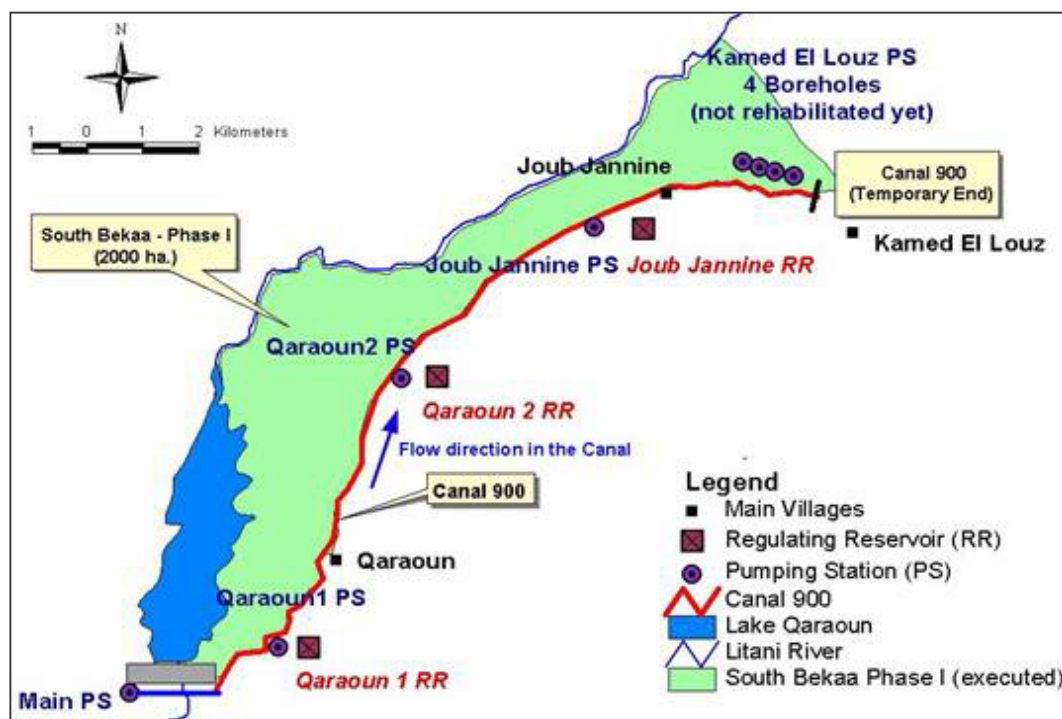 N
Kamed El Louz PS
4 Boreholes
(not rehabilitated yet)
1 0 1 2 Kilometers
Joub Jannine
Canal 900
(Temporary End)
South Bekaa - Phase I
(2000 ha.)
Kamed El Louz
Joub Jannine PS
Joub Jannine RR
Qaraoun2 PS
Qaraoun 2 RR
Flow direction in the Canal
Canal 900
Qaraoun
Qaraoun1 PS
Qaraoun 1 RR
Main PS
Legend
Main Villages
Regulating Reservoir (RR)
Pumping Station (PS)
Canal 900
Lake Qaraoun
Litani River
South Bekaa Phase I (executed)